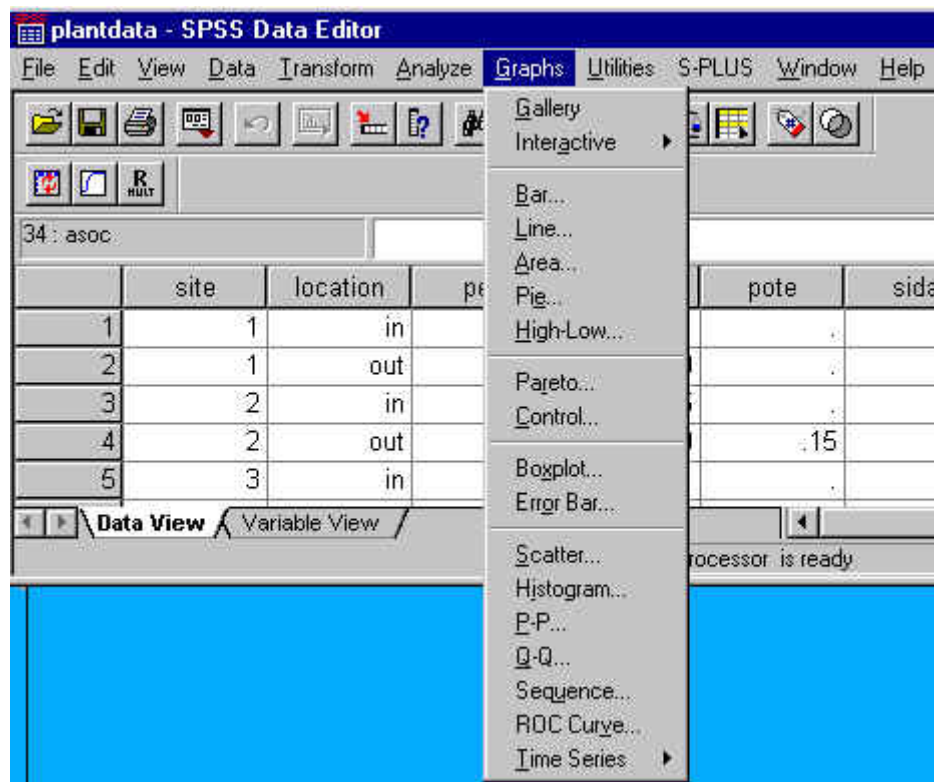 plantdata - SPSS Data Editor
File Edit View Data Transform Analyze Graphs Utilities S-PLUS Window Help
Gallery
Interactive
R
MULT
Bar...
34 : asoc
Line...
Area...
site location pote
Pie...
1 1 in .
High-Low...
2 1 out .
Pareto...
3 2 in .
Control...
4 2 out .15
Boxplot...
5 3 in .
Error Bar...
Data View Variable View
Scatter...
is ready
Histogram...
P-P...
Q-Q...
Sequence...
ROC Curve...
Time Series